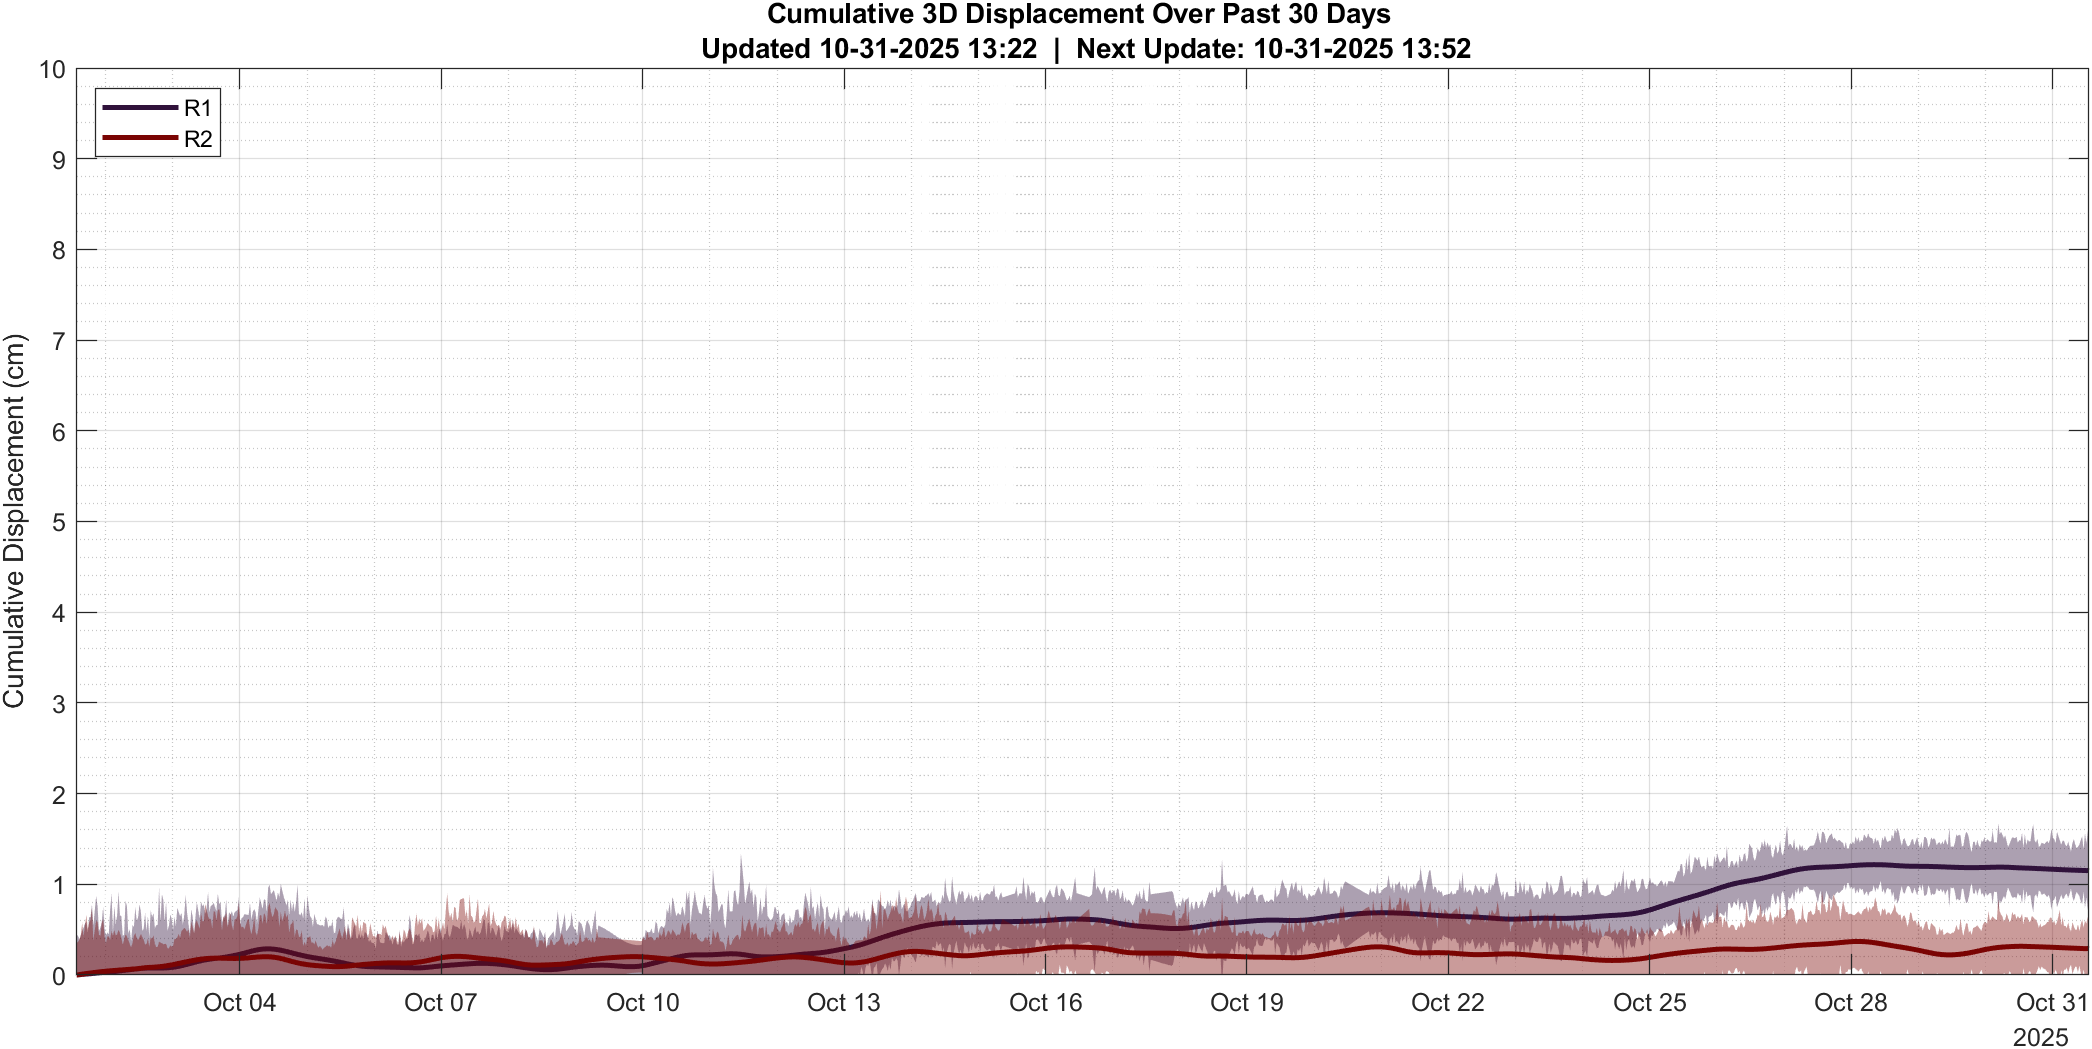 Cumulative 3D Displacement Over Past 30 Days
Updated 10-31-2025 13:22 | Next Update: 10-31-2025 13:52
R1
R2
Cumulative Displacement (cm)
10
9
8
7
6
5
4
3
2
1
0
Oct 04 Oct 07 Oct 10 Oct 13 Oct 16 Oct 19 Oct 22 Oct 25 Oct 28 Oct 31
2025